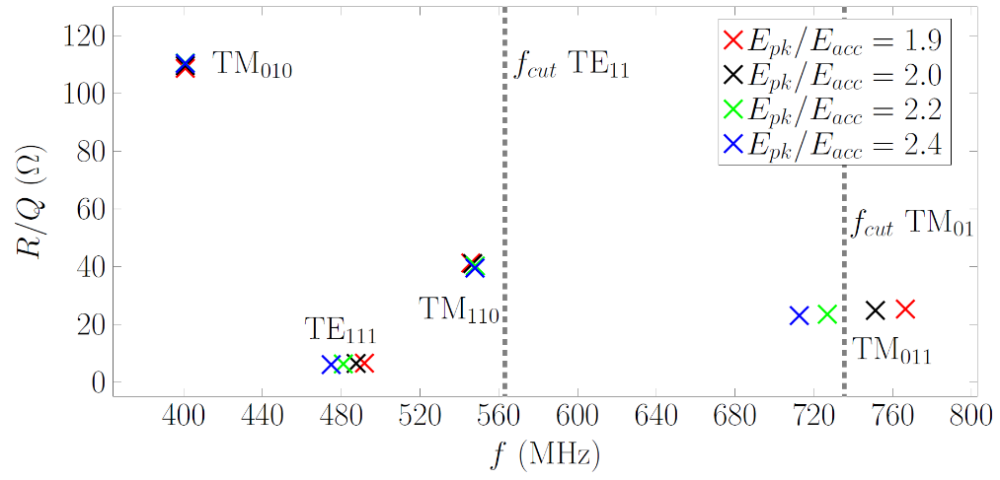 120
100
80
60
40
20
0
R/Q (Ω)
TM010
f_cut TE11
E_pk/E_acc = 1.9
E_pk/E_acc = 2.0
E_pk/E_acc = 2.2
E_pk/E_acc = 2.4
f_cut TM01
TM110
TE111
TM011
400 440 480 520 560 600 640 680 720 760 800
f (MHz)